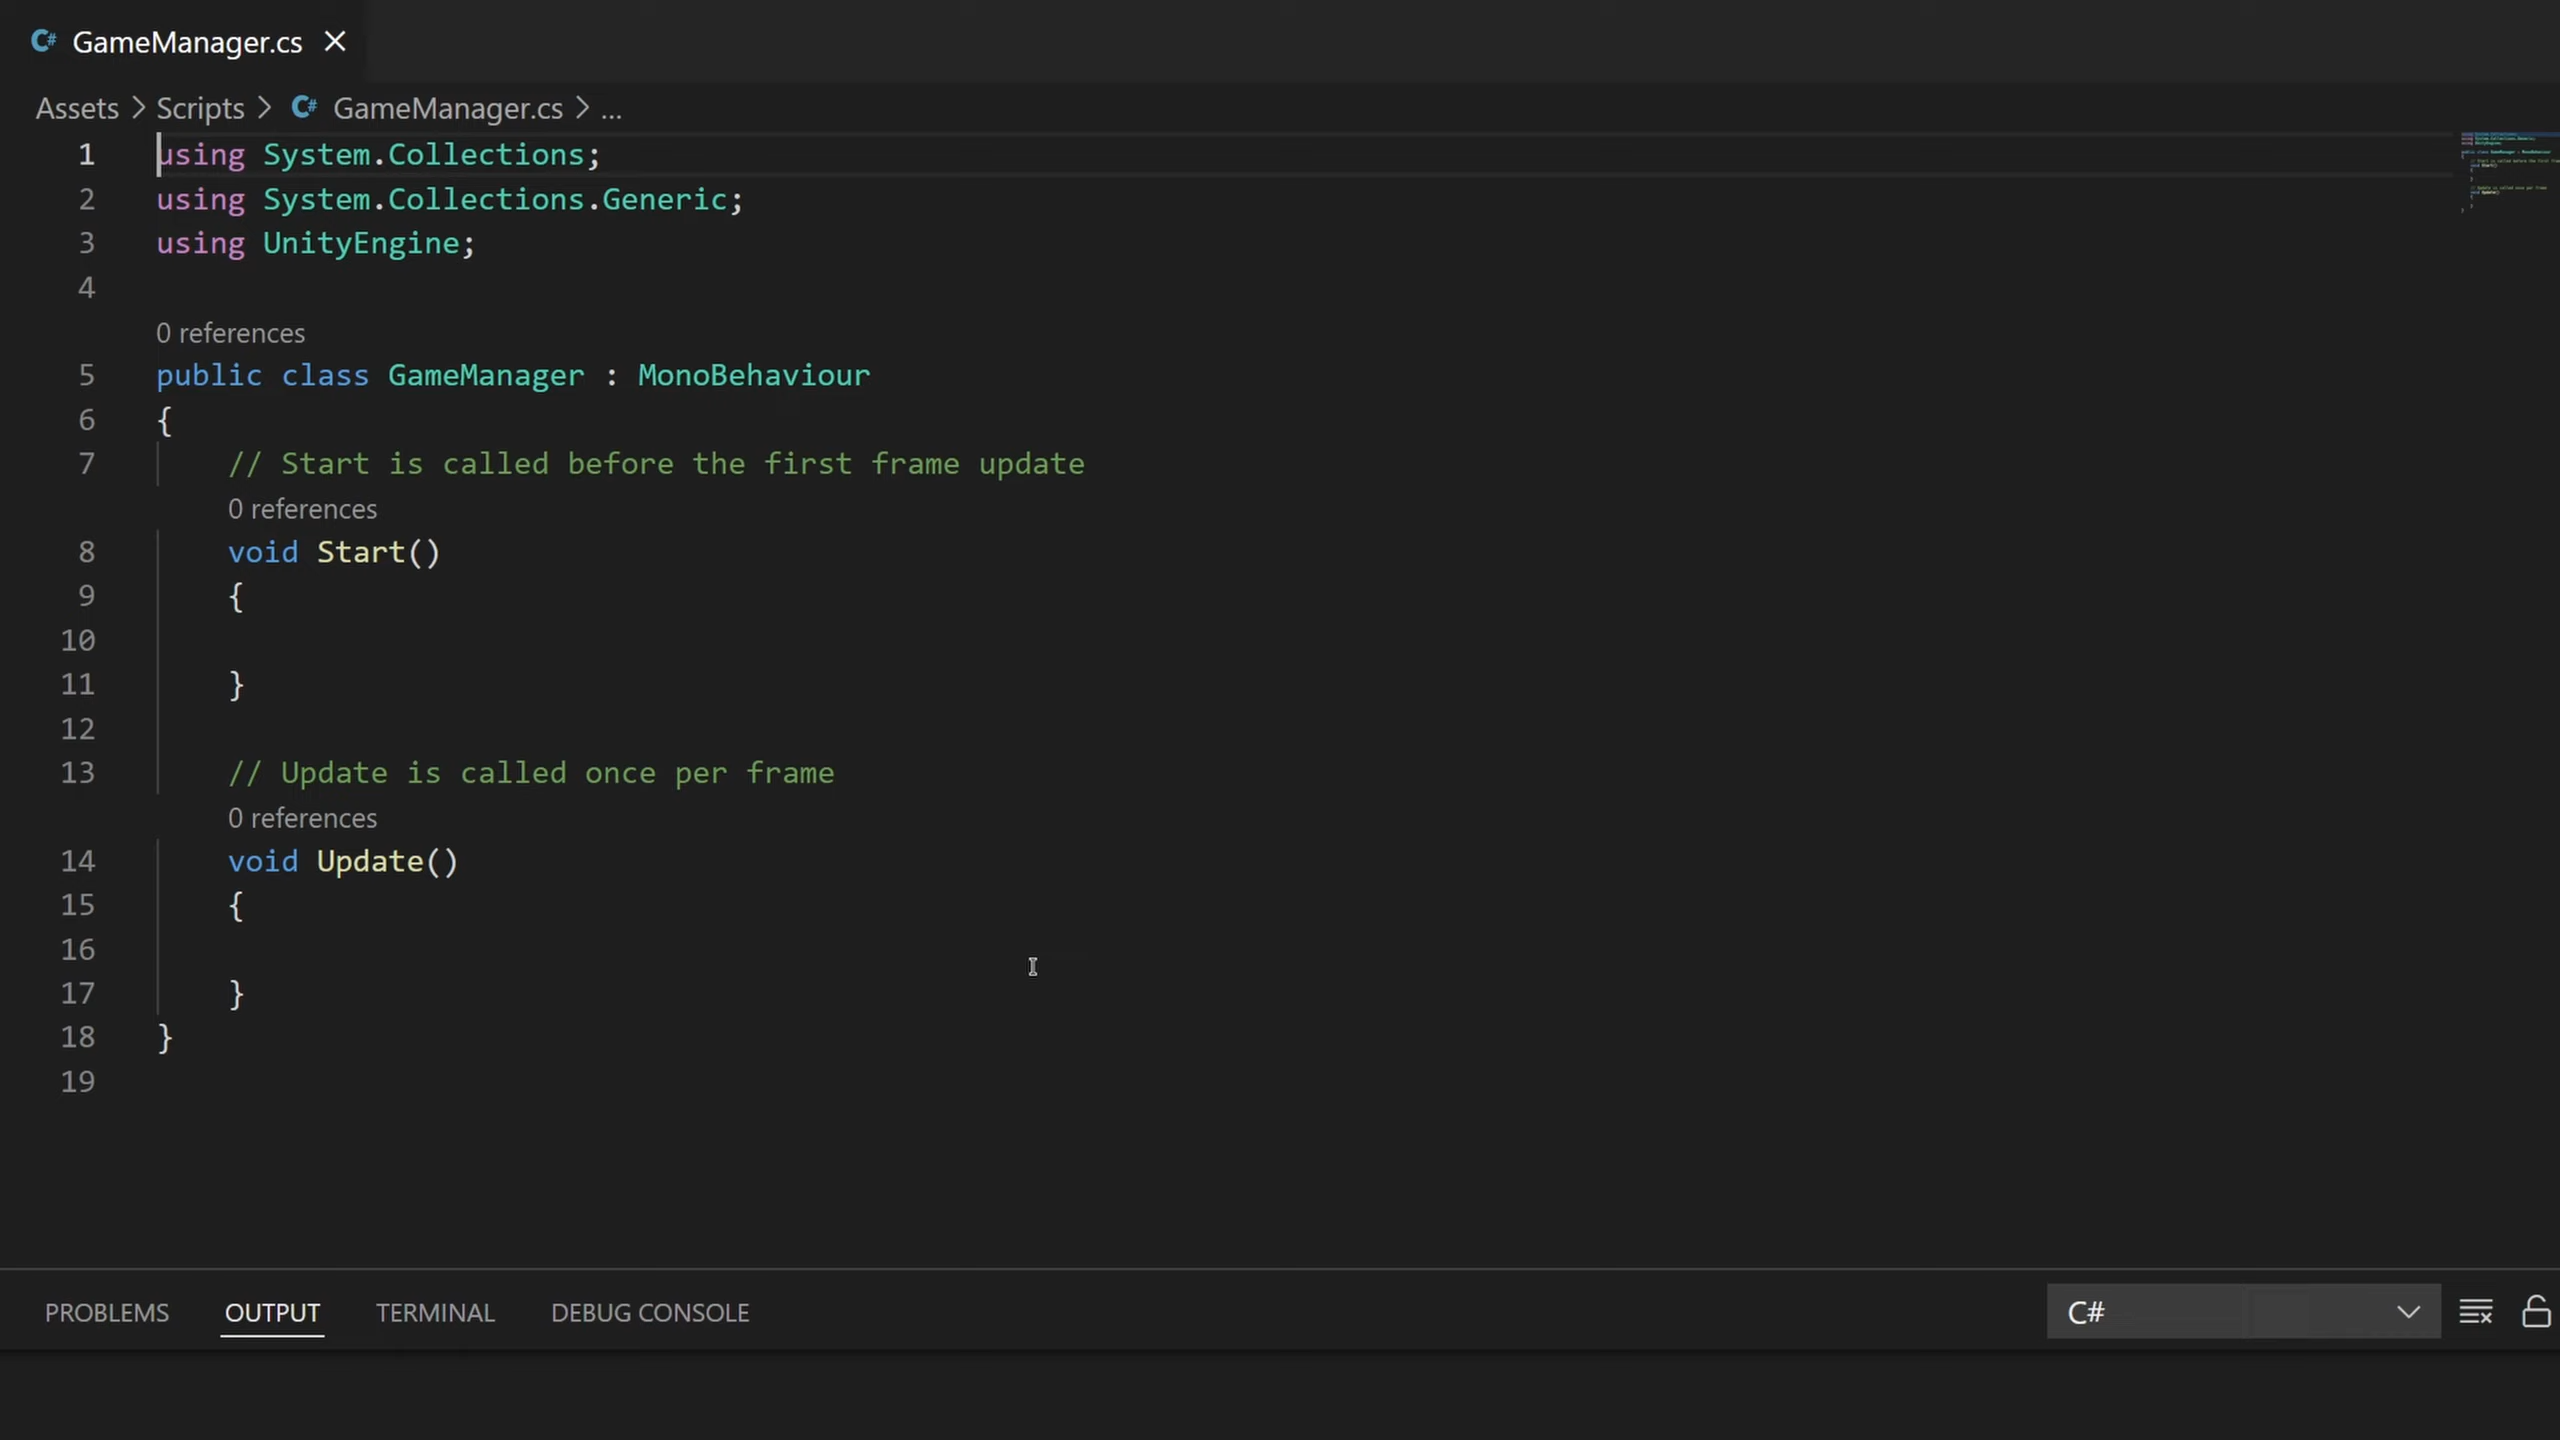 GameManager.cs
Assets > Scripts > GameManager.cs > ...
1 using System.Collections;
2 using System.Collections.Generic;
3 using UnityEngine;
4
0 references
5 public class GameManager : MonoBehaviour
6 {
7 // Start is called before the first frame update
0 references
8 void Start()
9 {
10
11 }
12
13 // Update is called once per frame
0 references
14 void Update()
15 {
16
17 }
18 }
19
PROBLEMS OUTPUT TERMINAL DEBUG CONSOLE C#